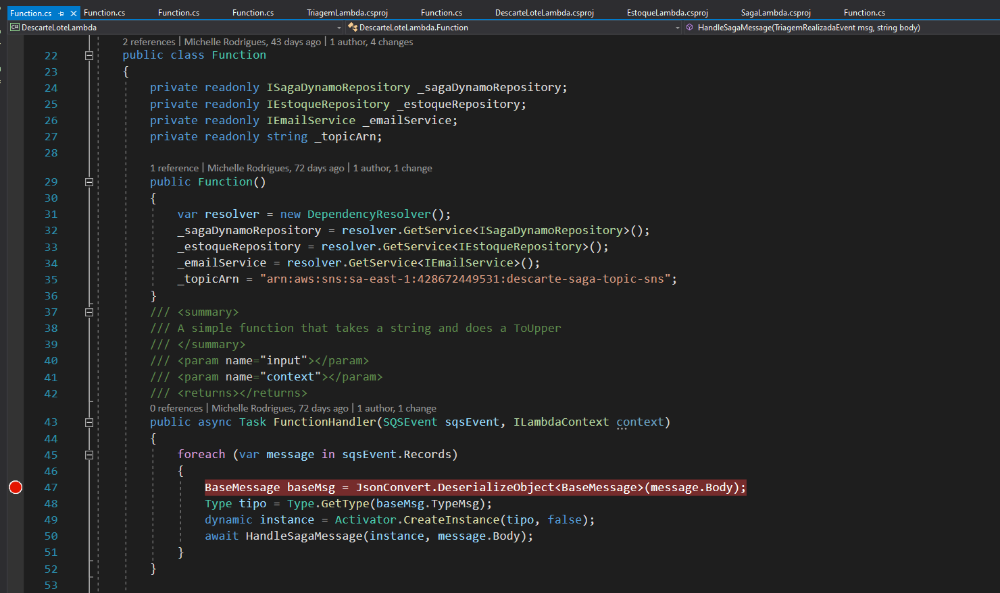 Function.cs Function.cs Function.cs Function.cs TriagemLambda.csproj Function.cs DescarteLoteLambda.csproj EstoqueLambda.csproj SagaLambda.csproj Function.cs
C# DescarteLoteLambda DescarteLoteLambda.Function HandleSagaMessage(TriagemRealizadaEvent msg, string body)
2 references | Michelle Rodrigues, 43 days ago | 1 author, 4 changes
22 public class Function
23 {
24 private readonly ISagaDynamoRepository _sagaDynamoRepository;
25 private readonly IEstoqueRepository _estoqueRepository;
26 private readonly IEmailService _emailService;
27 private readonly string _topicArn;
28
1 reference | Michelle Rodrigues, 72 days ago | 1 author, 1 change
29 public Function()
30 {
31 var resolver = new DependencyResolver();
32 _sagaDynamoRepository = resolver.GetService<ISagaDynamoRepository>();
33 _estoqueRepository = resolver.GetService<IEstoqueRepository>();
34 _emailService = resolver.GetService<IEmailService>();
35 _topicArn = "arn:aws:sns:sa-east-1:428672449531:descarte-saga-topic-sns";
36 }
37 /// <summary>
38 /// A simple function that takes a string and does a ToUpper
39 /// </summary>
40 /// <param name="input"></param>
41 /// <param name="context"></param>
42 /// <returns></returns>
0 references | Michelle Rodrigues, 72 days ago | 1 author, 1 change
43 public async Task FunctionHandler(SQSEvent sqsEvent, ILambdaContext context)
44 {
45 foreach (var message in sqsEvent.Records)
46 {
47 BaseMessage baseMsg = JsonConvert.DeserializeObject<BaseMessage>(message.Body);
48 Type tipo = Type.GetType(baseMsg.TypeMsg);
49 dynamic instance = Activator.CreateInstance(tipo, false);
50 await HandleSagaMessage(instance, message.Body);
51 }
52 }
53